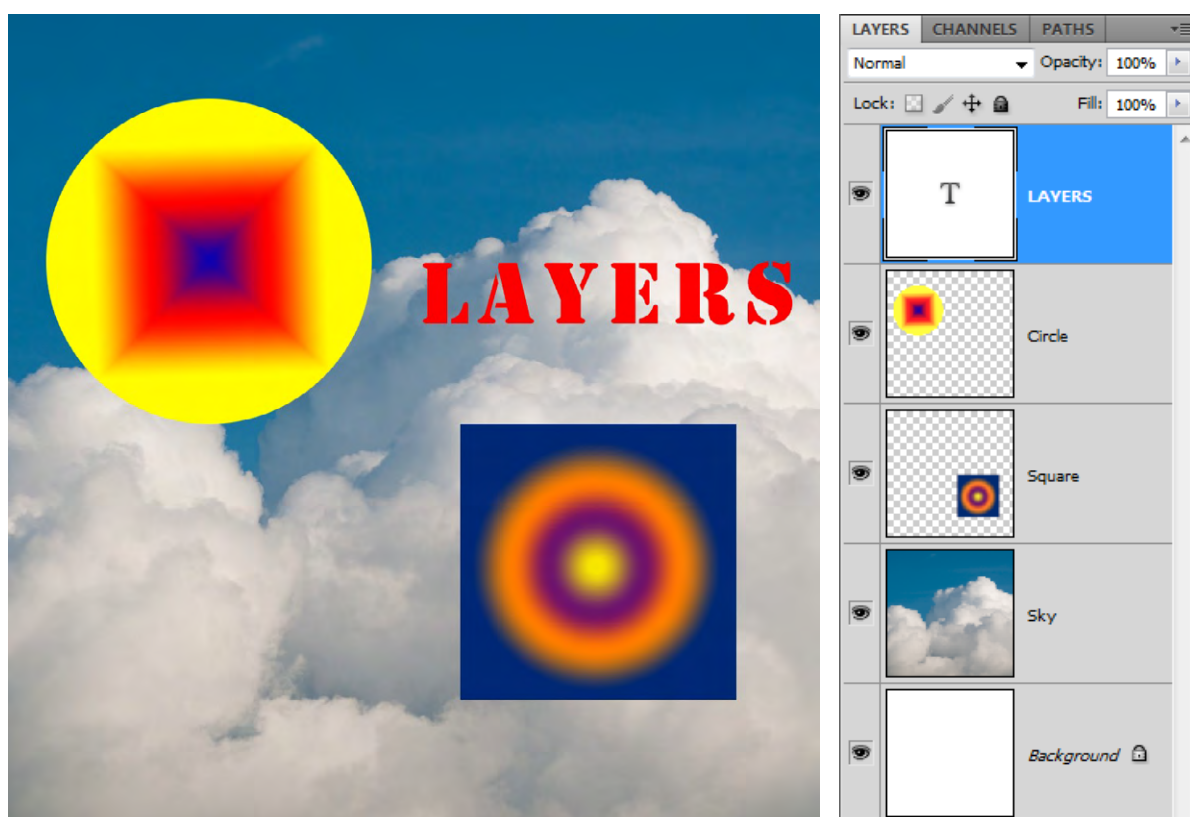 LAYERS
LAYERS CHANNELS PATHS
Normal Opacity: 100%
Lock: Fill: 100%
T LAYERS
Circle
Square
Sky
Background